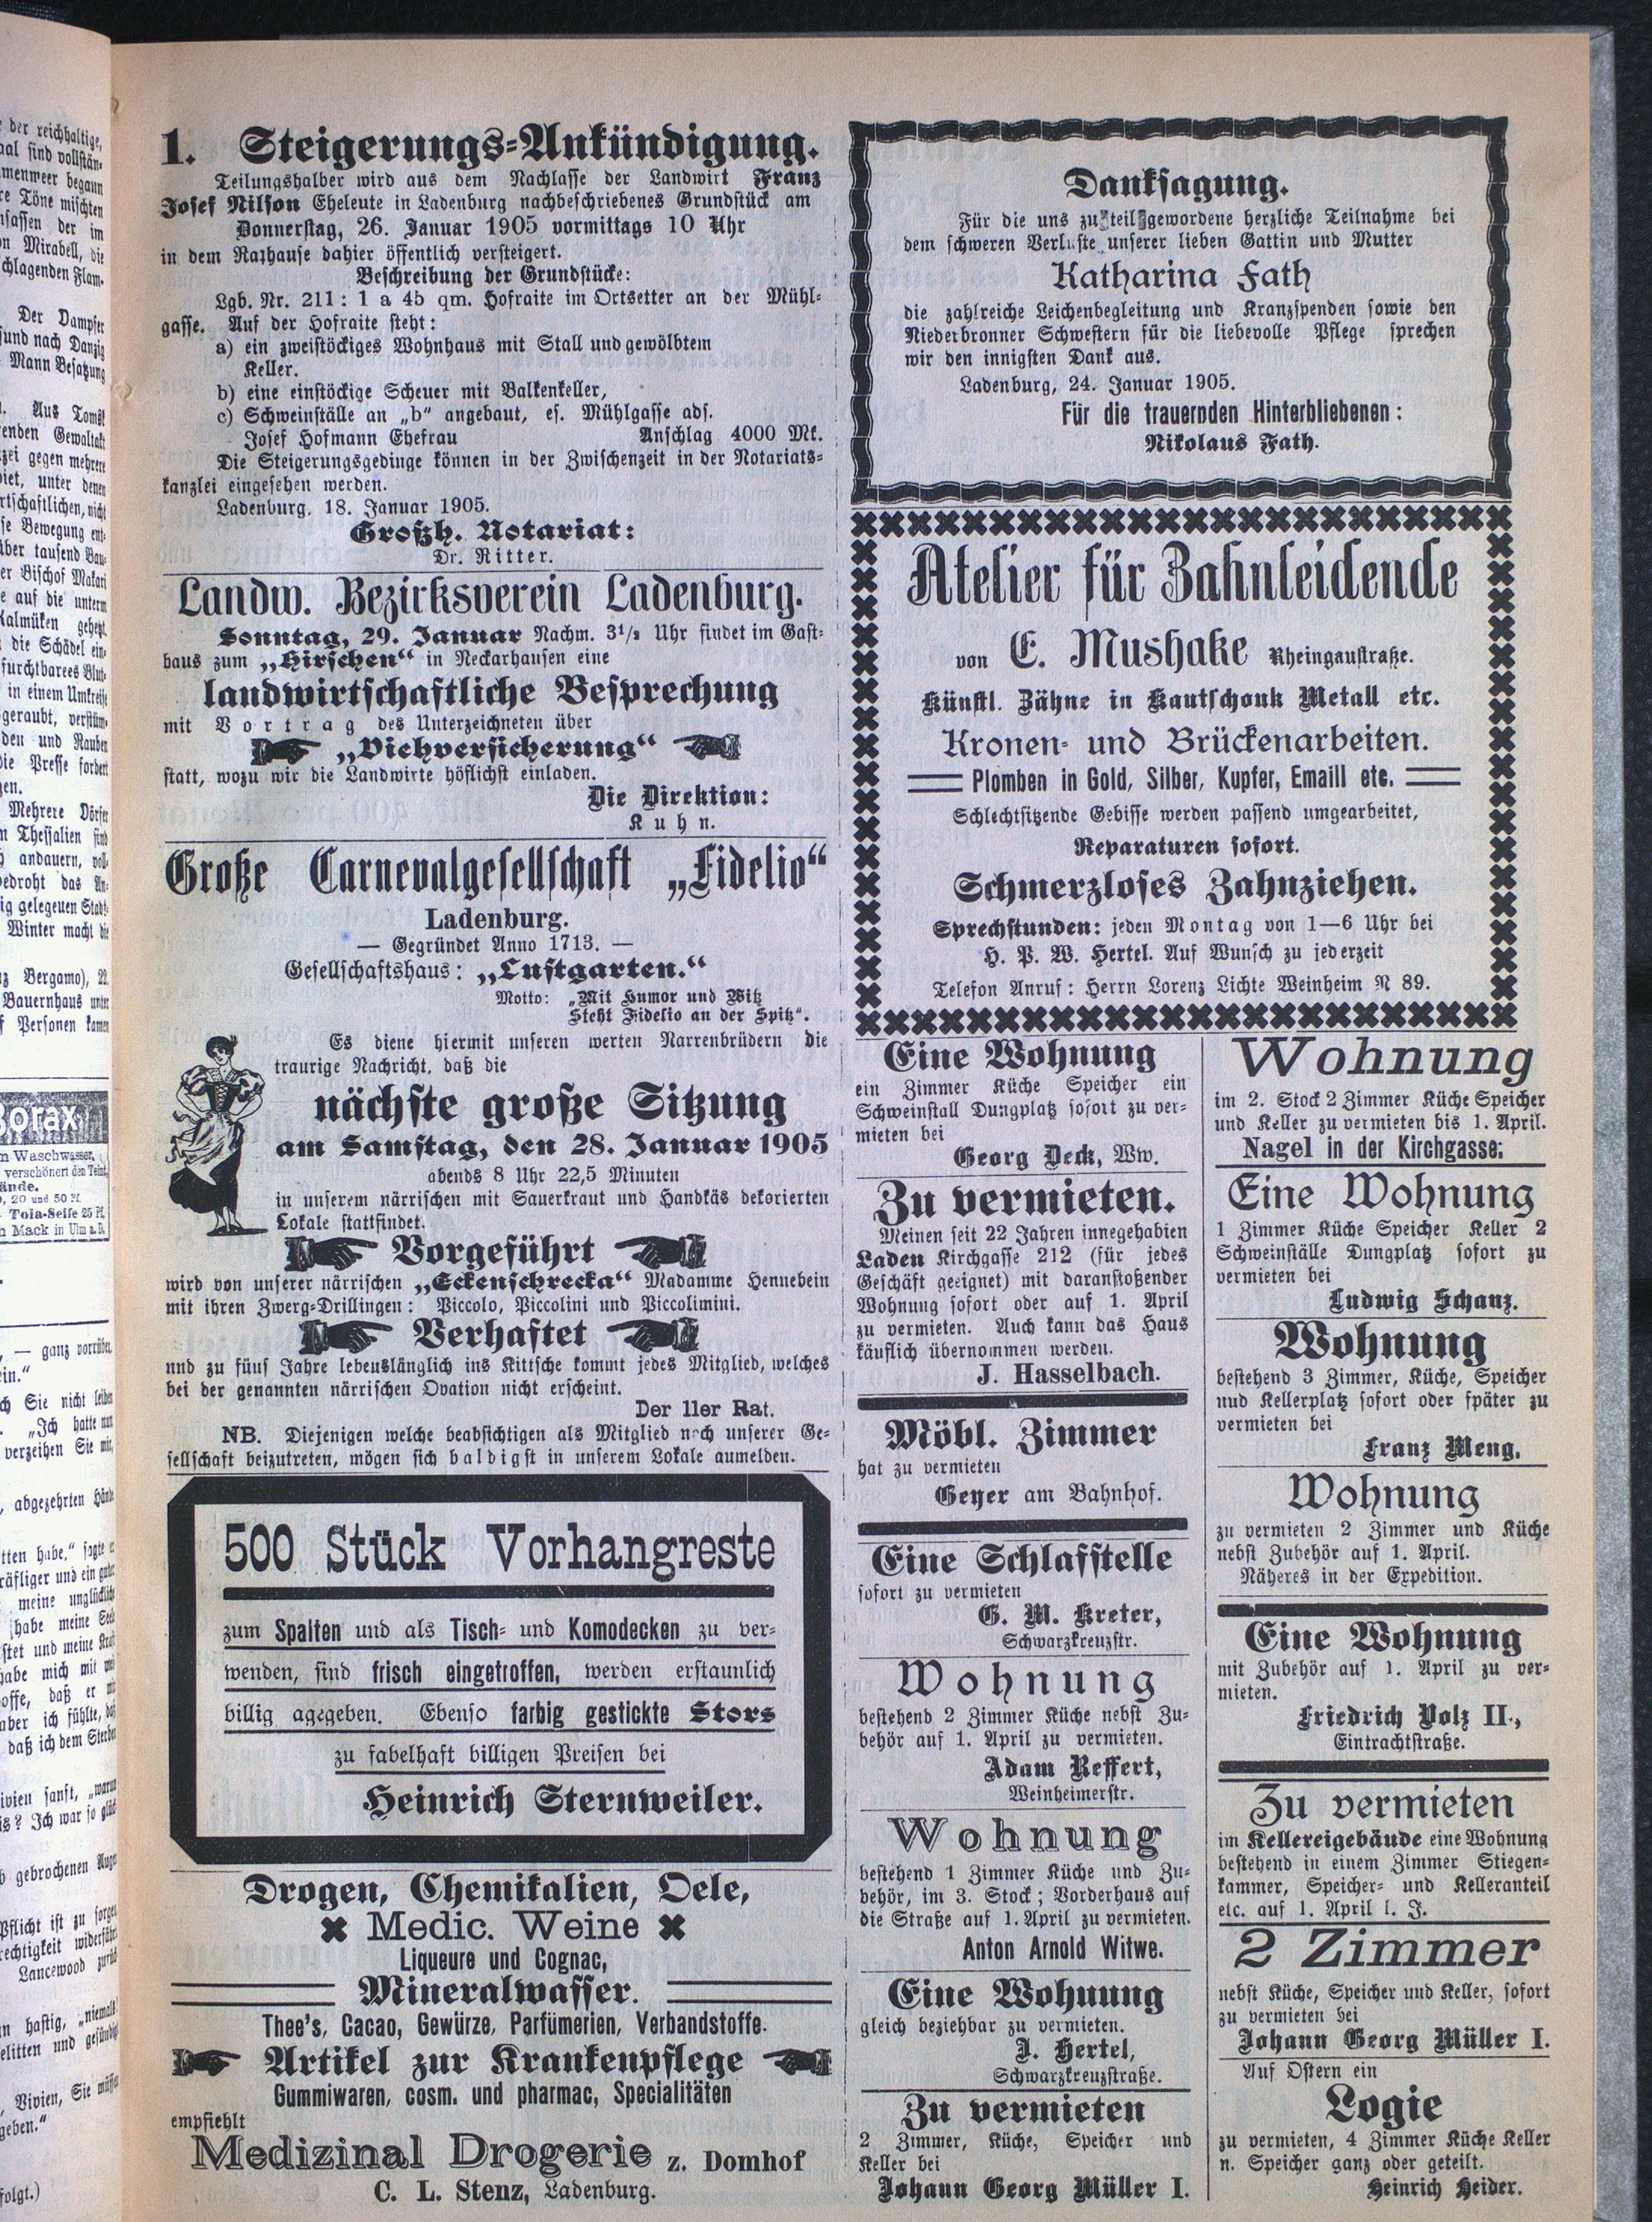 1. Steigerungs-Ankündigung.
Teilungshalber wird aus dem Nachlasse der Landwirt Franz
Josef Nilson Eheleute in Ladenburg nachbeschriebenes Grundstück am
Donnerstag, 26. Januar 1905 vormittags 10 Uhr
in dem Rathause dahier öffentlich versteigert.
Beschreibung der Grundstücke:
Lgb. Nr. 211: 1 a 45 qm. Hofraite im Ortsetter an der Mühl-
gasse. Auf der Hofraite steht:
a) ein zweistöckiges Wohnhaus mit Stall und gewölbtem
Keller.
b) eine einstöckige Scheuer mit Balkenkeller,
c) Schweinställe an „b" angebaut, es. Mühlgasse ads.
Josef Hofmann Ehefrau Anschlag 4000 Mk.
Die Steigerungsgedinge können in der Zwischenzeit in der Notariats-
kanzlei eingesehen werden.
Ladenburg. 18. Januar 1905.
Großh. Notariat:
Dr. Ritter.
Landw. Bezirksverein Ladenburg.
Sonntag, 29. Januar Nachm. 3½ Uhr findet im Gast-
haus zum „Hirschen" in Neckarhausen eine
landwirtschaftliche Besprechung
mit Vortrag des Unterzeichneten über
„Viehversicherung"
statt, wozu wir die Landwirte höflichst einladen.
Die Direktion:
Kuhn.
Große Carnevalgesellschaft „Fidelio"
Ladenburg.
— Gegründet Anno 1713. —
Gesellschaftshaus: „Lustgarten."
Motto: „Mit Humor und Witz
Steht Fidelio an der Spitz".
Es diene hiermit unseren werten Narrenbrüdern die
traurige Nachricht, daß die
nächste große Sitzung
am Samstag, den 28. Januar 1905
abends 8 Uhr 22,5 Minuten
in unserem närrischen mit Sauerkraut und Handkäs dekorierten
Lokale stattfindet.
Vorgeführt
wird von unserer närrischen „Eckenschrecka" Madamme Hennebein
mit ihren Zwerg-Drillingen: Piccolo, Piccolini und Piccolimini.
Verhaftet
und zu fünf Jahre lebenslänglich ins Kittsche kommt jedes Mitglied, welches
bei der genannten närrischen Ovation nicht erscheint.
Der 11er Rat.
NB. Diejenigen welche beabsichtigen als Mitglied noch unserer Ge-
sellschaft beizutreten, mögen sich baldigst in unserem Lokale anmelden.
500 Stück Vorhangreste
zum Spalten und als Tisch- und Komodecken zu ver-
wenden, sind frisch eingetroffen, werden erstaunlich
billig agegeben. Ebenso farbig gestickte Stors
zu fabelhaft billigen Preisen bei
Heinrich Sternweiler.
Drogen, Chemikalien, Oele,
Medic. Weine
Liqueure und Cognac,
Mineralwasser.
Thee's, Cacao, Gewürze, Parfümerien, Verbandstoffe.
Artikel zur Krankenpflege
Gummiwaren, cosm. und pharmac, Specialitäten
empfiehlt
Medizinal Drogerie z. Domhof
C. L. Stenz, Ladenburg.
Danksagung.
Für die uns zu teil gewordene herzliche Teilnahme bei
dem schweren Verluste unserer lieben Gattin und Mutter
Katharina Fath
die zahlreiche Leichenbegleitung und Kranzspenden sowie den
Niederbronner Schwestern für die liebevolle Pflege sprechen
wir den innigsten Dank aus.
Ladenburg, 24. Januar 1905.
Für die trauernden Hinterbliebenen:
Nikolaus Fath.
Atelier für Zahnleidende
von E. Mushake Rheingaustraße.
Künstl. Zähne in Kautschouk Metall etc.
Kronen- und Brückenarbeiten.
Plomben in Gold, Silber, Kupfer, Emaill etc.
Schlechtsitzende Gebisse werden passend umgearbeitet,
Reparaturen sofort.
Schmerzloses Zahnziehen.
Sprechstunden: jeden Montag von 1—6 Uhr bei
H. P. W. Hertel. Auf Wunsch zu jederzeit
Telefon Anruf: Herrn Lorenz Lichte Weinheim N 89.
Eine Wohnung
ein Zimmer Küche Speicher ein
Schweinstall Dungplatz sofort zu ver-
mieten bei
Georg Deck, Ww.
Zu vermieten.
Meinen seit 22 Jahren innegehabien
Laden Kirchgasse 212 (für jedes
Geschäft geeignet) mit daranstoßender
Wohnung sofort oder auf 1. April
zu vermieten. Auch kann das Haus
käuflich übernommen werden.
J. Hasselbach.
Möbl. Zimmer
hat zu vermieten
Geyer am Bahnhof.
Eine Schlafstelle
sofort zu vermieten
G. M. Kreter,
Schwarzkreuzstr.
Wohnung
bestehend 2 Zimmer Küche nebst Zu-
behör auf 1. April zu vermieten.
Adam Reffert,
Weinheimerstr.
Wohnung
bestehend 1 Zimmer Küche und Zu-
behör, im 3. Stock; Vorderhaus auf
die Straße auf 1. April zu vermieten.
Anton Arnold Witwe.
Eine Wohnung
gleich beziehbar zu vermieten.
J. Hertel,
Schwarzkreuzstraße.
Zu vermieten
2 Zimmer, Küche, Speicher und
Keller bei
Johann Georg Müller I.
Wohnung
im 2. Stock 2 Zimmer Küche Speicher
und Keller zu vermieten bis 1. April.
Nagel in der Kirchgasse.
Eine Wohnung
1 Zimmer Küche Speicher Keller 2
Schweinställe Dungplatz sofort zu
vermieten bei
Ludwig Schanz.
Wohnung
bestehend 3 Zimmer, Küche, Speicher
und Kellerplatz sofort oder später zu
vermieten bei
Franz Meng.
Wohnung
zu vermieten 2 Zimmer und Küche
nebst Zubehör auf 1. April.
Näheres in der Expedition.
Eine Wohnung
mit Zubehör auf 1. April zu ver-
mieten.
Friedrich Volz II.,
Eintrachtstraße.
Zu vermieten
im Kellereigebäude eine Wohnung
bestehend in einem Zimmer Stiegen-
kammer, Speicher- und Kelleranteil
etc. auf 1. April l. J.
2 Zimmer
nebst Küche, Speicher und Keller, sofort
zu vermieten bei
Johann Georg Müller I.
Auf Ostern ein
Logie
zu vermieten, 4 Zimmer Küche Keller
n. Speicher ganz oder geteilt.
Heinrich Heider.